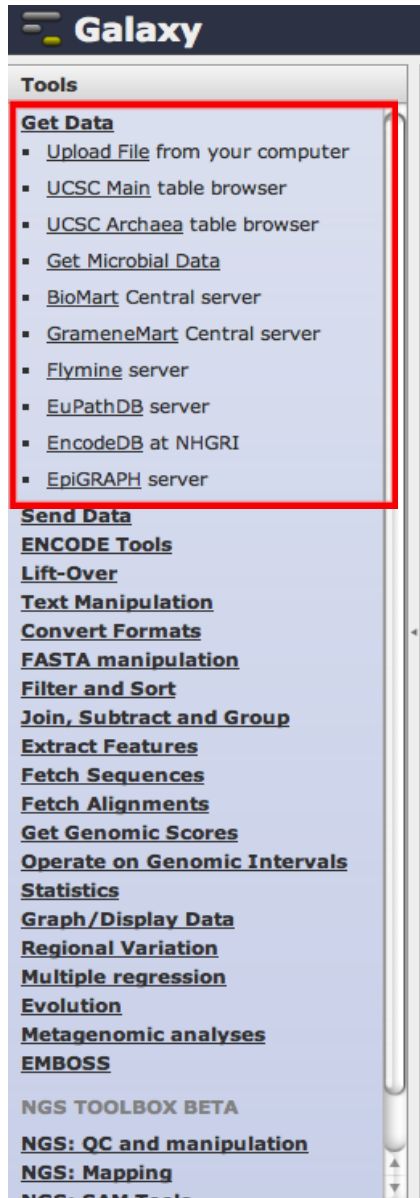 Galaxy
Tools
Get Data
Upload File from your computer
UCSC Main table browser
UCSC Archaea table browser
Get Microbial Data
BioMart Central server
GrameneMart Central server
Flymine server
EuPathDB server
EncodeDB at NHGRI
EpiGRAPH server
Send Data
ENCODE Tools
Lift-Over
Text Manipulation
Convert Formats
FASTA manipulation
Filter and Sort
Join, Subtract and Group
Extract Features
Fetch Sequences
Fetch Alignments
Get Genomic Scores
Operate on Genomic Intervals
Statistics
Graph/Display Data
Regional Variation
Multiple regression
Evolution
Metagenomic analyses
EMBOSS
NGS TOOLBOX BETA
NGS: QC and manipulation
NGS: Mapping
NGS: SAM Tools